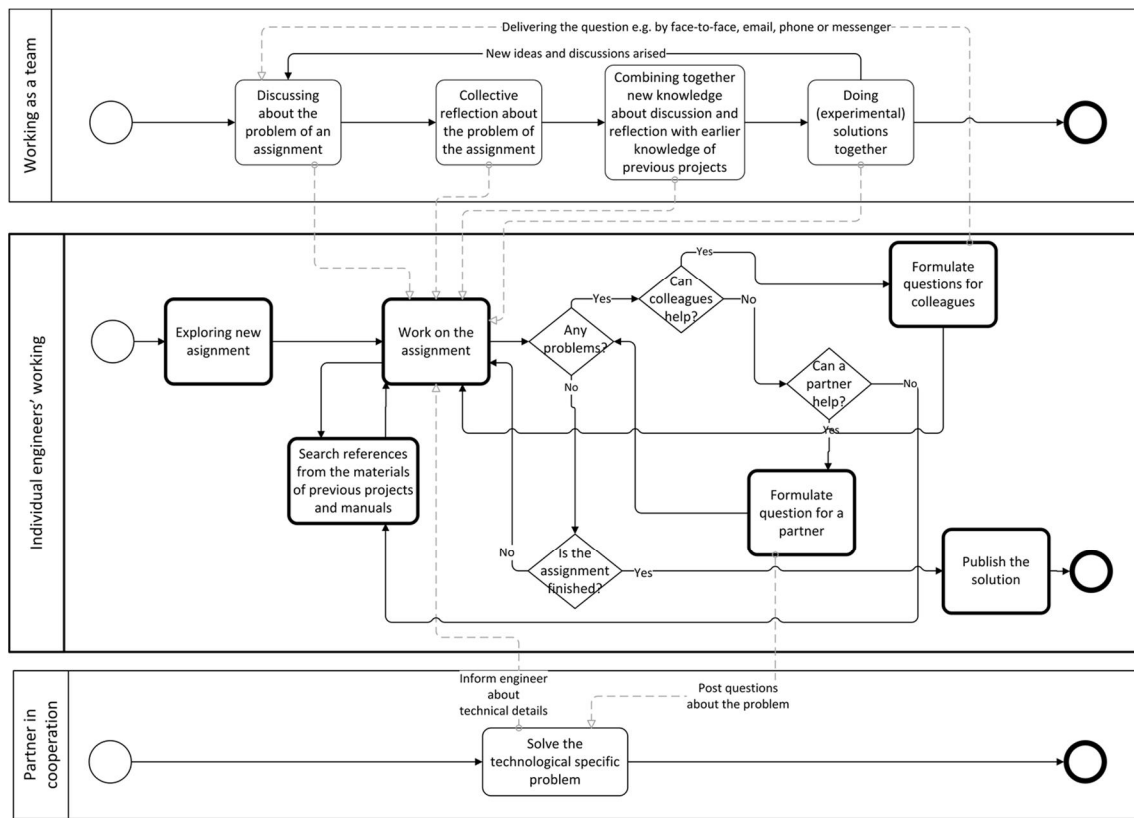 Working as a team
Delivering the question e.g. by face-to-face, email, phone or messenger
New ideas and discussions arised
Discussing
about the
problem of an
assignment
Collective
reflection about
the problem of
the assignment
Combining together
new knowledge
about discussion and
reflection with earlier
knowledge of
previous projects
Doing
(experimental)
solutions
together
Individual engineers' working
Exploring new
asignment
Work on the
assignment
Any
problems?
Yes
No
Can
colleagues
help?
Yes
No
Formulate
questions for
colleagues
Can a
partner
help?
No
Yes
Search references
from the materials
of previous projects
and manuals
Formulate
question for a
partner
Is the
assignment
finished?
No
Yes
Publish the
solution
Partner in
cooperation
Inform engineer
about
technical details
Post questions
about the problem
Solve the
technological specific
problem